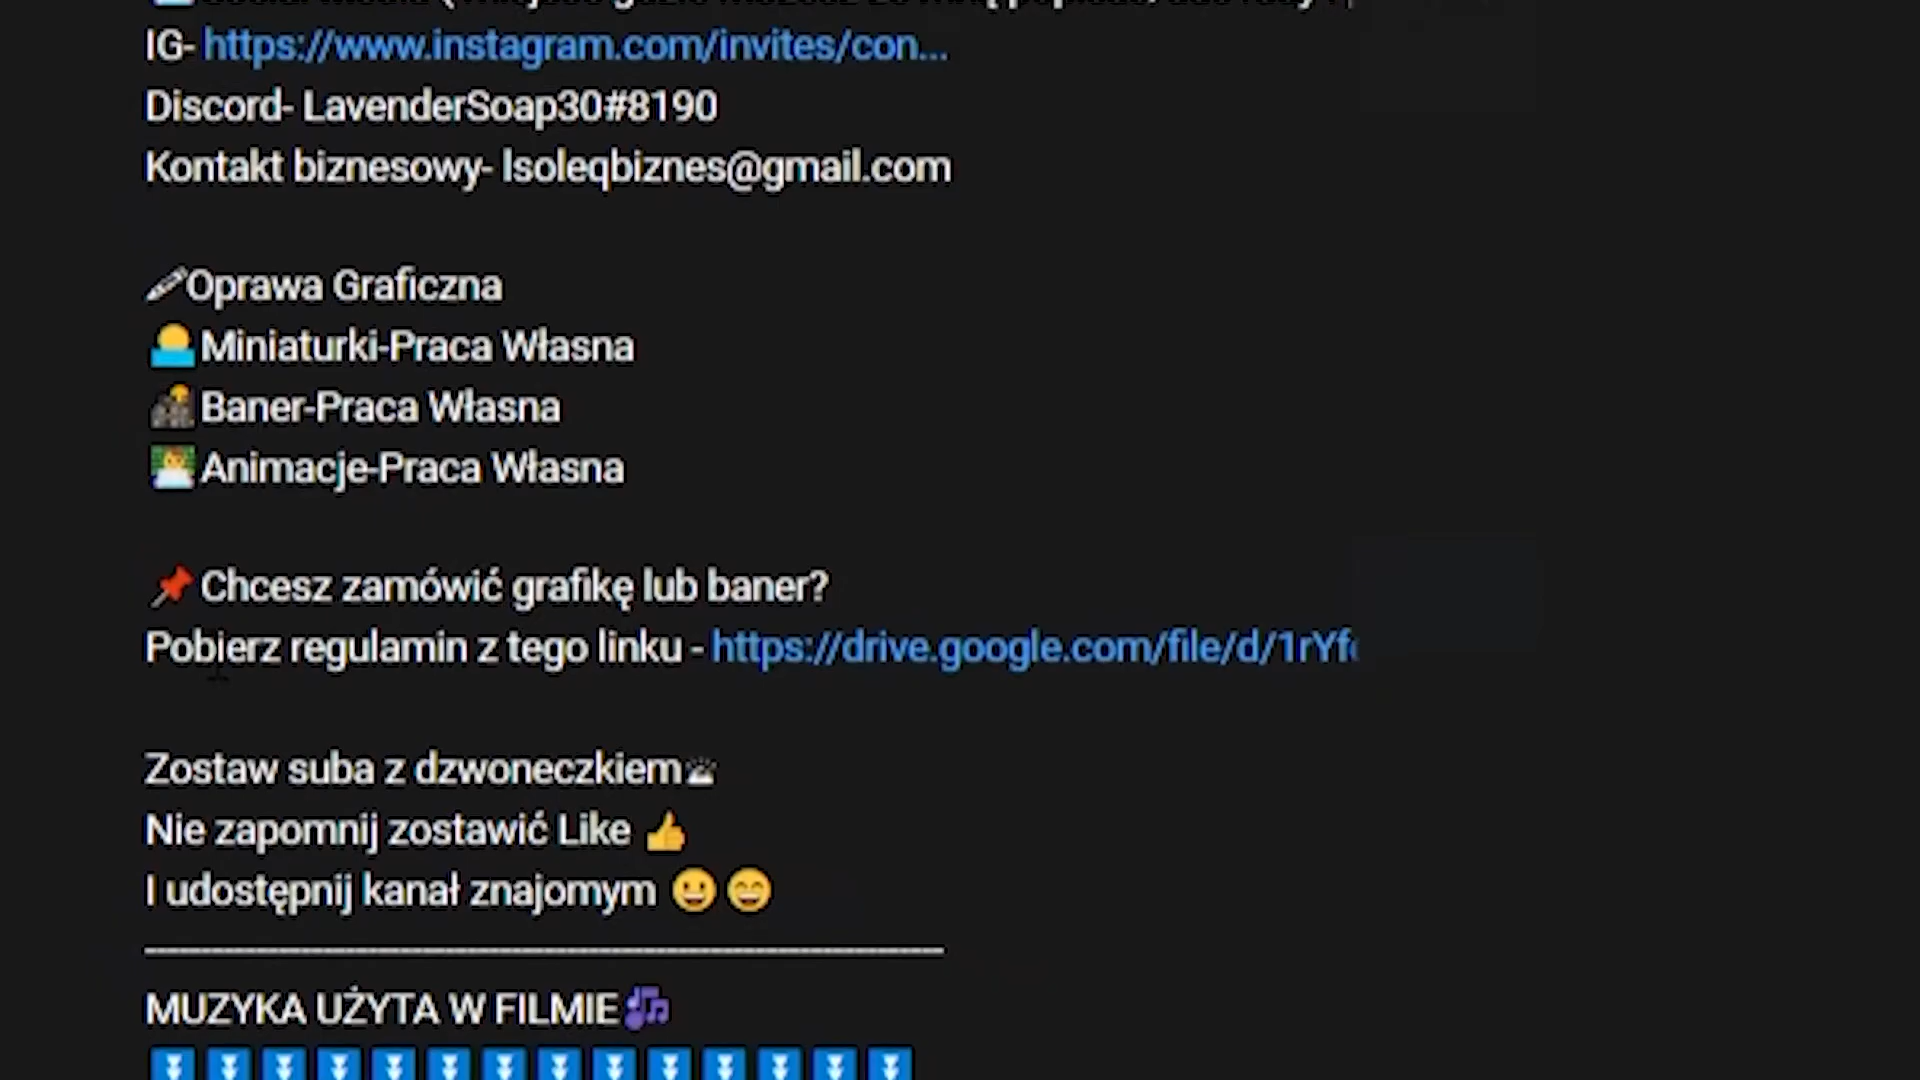 IG- https://www.instagram.com/invites/con...
Discord- LavenderSoap30#8190
Kontakt biznesowy- lsoleqbiznes@gmail.com
Oprawa Graficzna
Miniaturki-Praca Własna
Baner-Praca Własna
Animacje-Praca Własna
Chcesz zamówić grafikę lub baner?
Pobierz regulamin z tego linku - https://drive.google.com/file/d/1rYf
Zostaw suba z dzwoneczkiem
Nie zapomnij zostawić Like 👍
I udostępnij kanał znajomym 😀😄
MUZYKA UŻYTA W FILMIE🎶